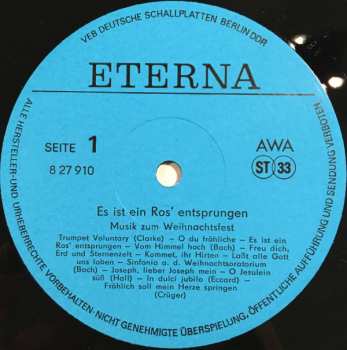 VEB DEUTSCHE SCHALLPLATTEN BERLIN DDR
ETERNA
SEITE 1
8 27 910
AWA
ST 33
Es ist ein Ros' entsprungen
Musik zum Weihnachtsfest
Trumpet Voluntary (Clarke) – O du fröhliche – Es ist ein
Ros' entsprungen – Vom Himmel hoch (Bach) – Freu dich,
Erd und Sternenzelt – Kommet, ihr Hirten – Laßt alle Gott
uns loben – Sinfonia a. d. Weihnachtsoratorium
(Bach) – Joseph, lieber Joseph mein – O Jesulein
süß (Hall) – In dulci jubilo (Eccard) –
Fröhlich soll mein Herze springen
(Crüger)
ALLE HERSTELLER- UND URHEBERRECHTE VORBEHALTEN · NICHT GENEHMIGTE ÜBERSPIELUNG, ÖFFENTLICHE AUFFÜHRUNG UND SENDUNG VERBOTEN